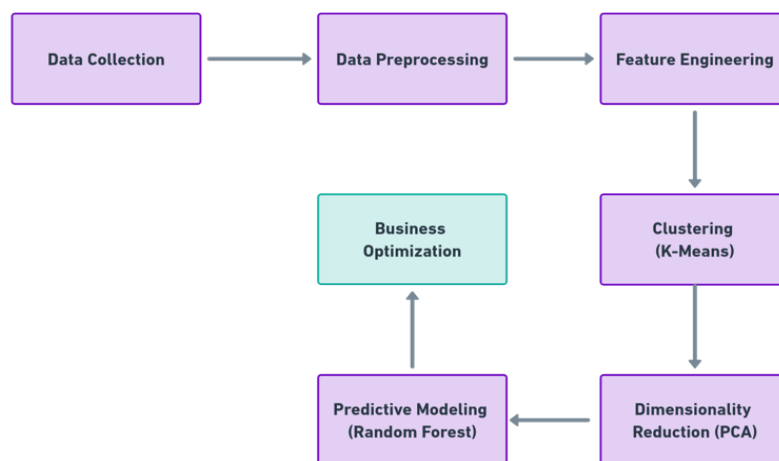 Data Collection
Data Preprocessing
Feature Engineering
Clustering
(K-Means)
Dimensionality
Reduction (PCA)
Predictive Modeling
(Random Forest)
Business
Optimization